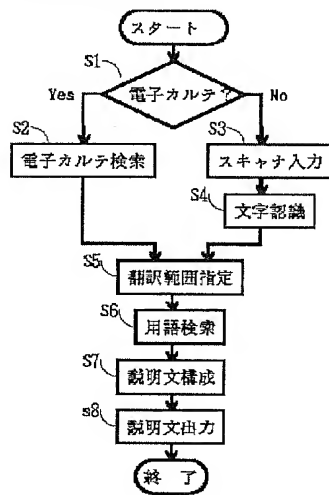 スタート
S1
電子カルテ?
Yes
No
S2
S3
電子カルテ検索
スキャナ入力
S4
文字認識
S5
翻訳範囲指定
S6
用語検索
S7
説明文構成
s8
説明文出力
終 了